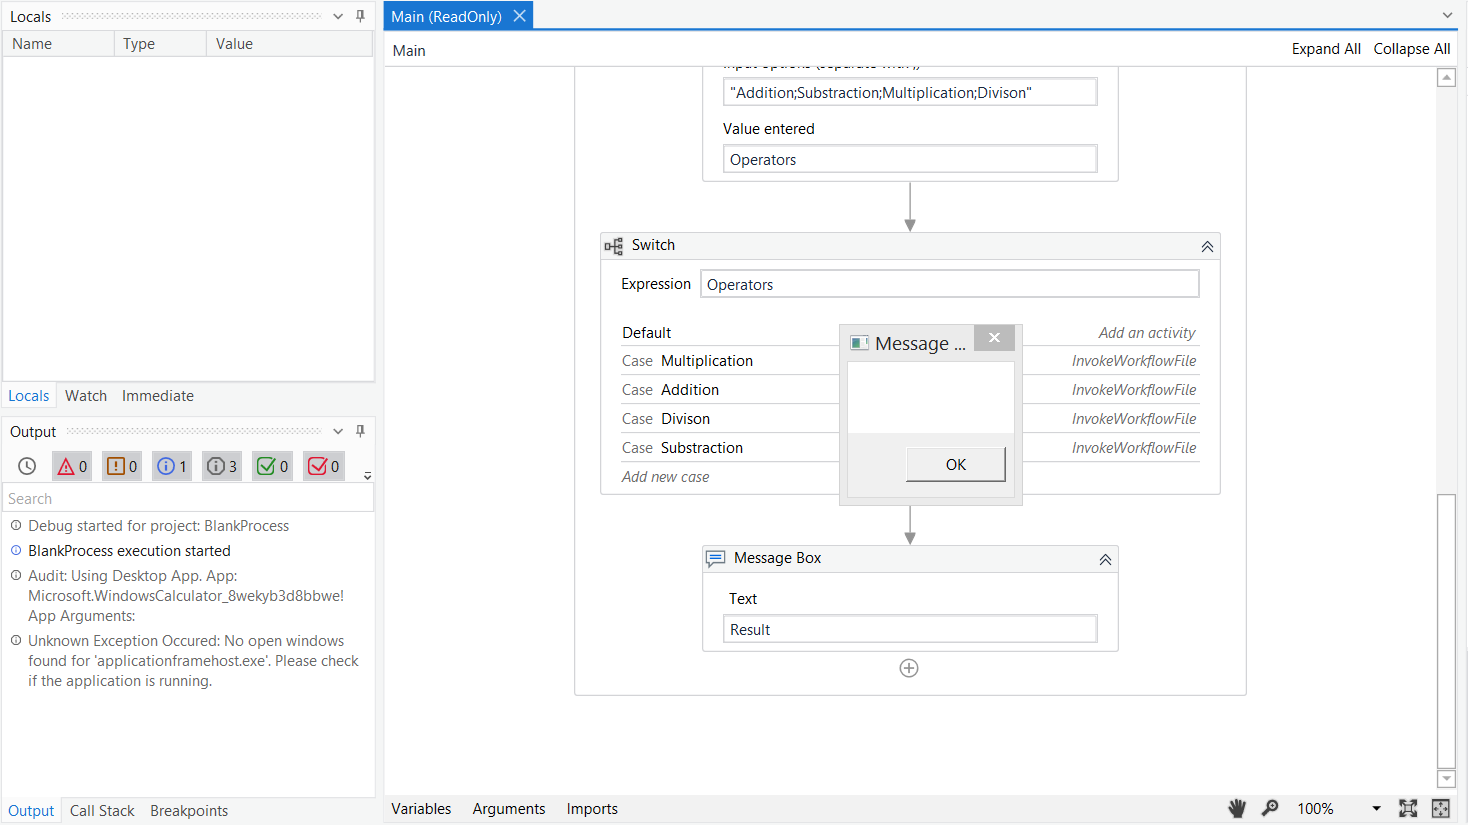 Locals
Name Type Value
Locals Watch Immediate
Output
0 0 1 3 0 0
Search
Debug started for project: BlankProcess
BlankProcess execution started
Audit: Using Desktop App. App:
Microsoft.WindowsCalculator_8wekyb3d8bbwe!
App Arguments:
Unknown Exception Occured: No open windows
found for 'applicationframehost.exe'. Please check
if the application is running.
Output Call Stack Breakpoints
Main (ReadOnly)
Main
Expand All Collapse All
Input options (separate with ;)
"Addition;Substraction;Multiplication;Divison"
Value entered
Operators
Switch
Expression Operators
Default Add an activity
Case Multiplication InvokeWorkflowFile
Case Addition InvokeWorkflowFile
Case Divison InvokeWorkflowFile
Case Substraction InvokeWorkflowFile
Add new case
Message ...
OK
Message Box
Text
Result
Variables Arguments Imports
100%